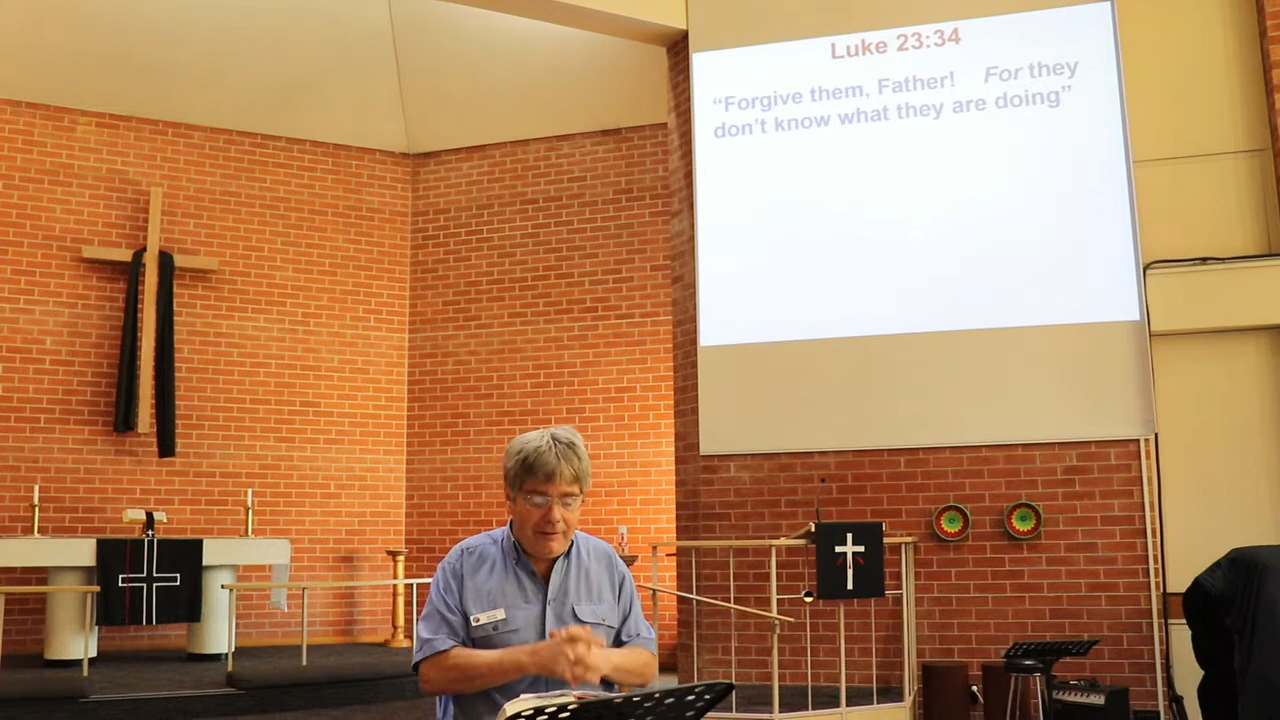 Luke 23:34
“Forgive them, Father! For they
don’t know what they are doing”